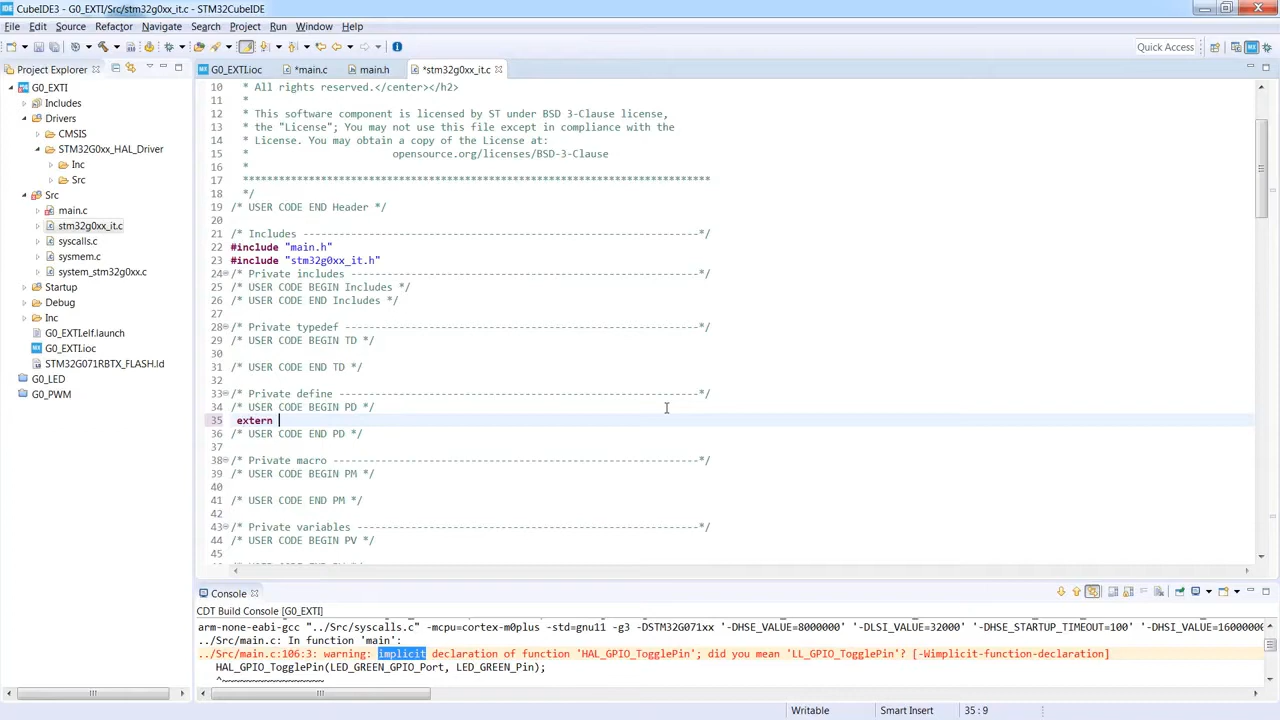 IDE CubeIDE3 - G0_EXTI/Src/stm32g0xx_it.c - STM32CubeIDE
File Edit Source Refactor Navigate Search Project Run Window Help
Quick Access
Project Explorer
G0_EXTI.ioc *main.c main.h *stm32g0xx_it.c
G0_EXTI
Includes
Drivers
CMSIS
STM32G0xx_HAL_Driver
Inc
Src
Src
main.c
stm32g0xx_it.c
syscalls.c
sysmem.c
system_stm32g0xx.c
Startup
Debug
Inc
G0_EXTI.elf.launch
G0_EXTI.ioc
STM32G071RBTX_FLASH.ld
G0_LED
G0_PWM
10 * All rights reserved.</center></h2>
11 *
12 * This software component is licensed by ST under BSD 3-Clause license,
13 * the "License"; You may not use this file except in compliance with the
14 * License. You may obtain a copy of the License at:
15 * opensource.org/licenses/BSD-3-Clause
16 *
17 ******************************************************************************
18 */
19 /* USER CODE END Header */
20
21 /* Includes ------------------------------------------------------------------*/
22 #include "main.h"
23 #include "stm32g0xx_it.h"
24 /* Private includes ----------------------------------------------------------*/
25 /* USER CODE BEGIN Includes */
26 /* USER CODE END Includes */
27
28 /* Private typedef -----------------------------------------------------------*/
29 /* USER CODE BEGIN TD */
30
31 /* USER CODE END TD */
32
33 /* Private define ------------------------------------------------------------*/
34 /* USER CODE BEGIN PD */
35 extern
36 /* USER CODE END PD */
37
38 /* Private macro -------------------------------------------------------------*/
39 /* USER CODE BEGIN PM */
40
41 /* USER CODE END PM */
42
43 /* Private variables ---------------------------------------------------------*/
44 /* USER CODE BEGIN PV */
45
Console
CDT Build Console [G0_EXTI]
arm-none-eabi-gcc "../Src/syscalls.c" -mcpu=cortex-m0plus -std=gnu11 -g3 -DSTM32G071xx '-DHSE_VALUE=8000000' '-DLSI_VALUE=32000' '-DHSE_STARTUP_TIMEOUT=100' '-DHSI_VALUE=16000000
../Src/main.c: In function 'main':
../Src/main.c:106:3: warning: implicit declaration of function 'HAL_GPIO_TogglePin'; did you mean 'LL_GPIO_TogglePin'? [-Wimplicit-function-declaration]
HAL_GPIO_TogglePin(LED_GREEN_GPIO_Port, LED_GREEN_Pin);
^~~~~~~~~~~~~~~~~~
Writable Smart Insert 35 : 9